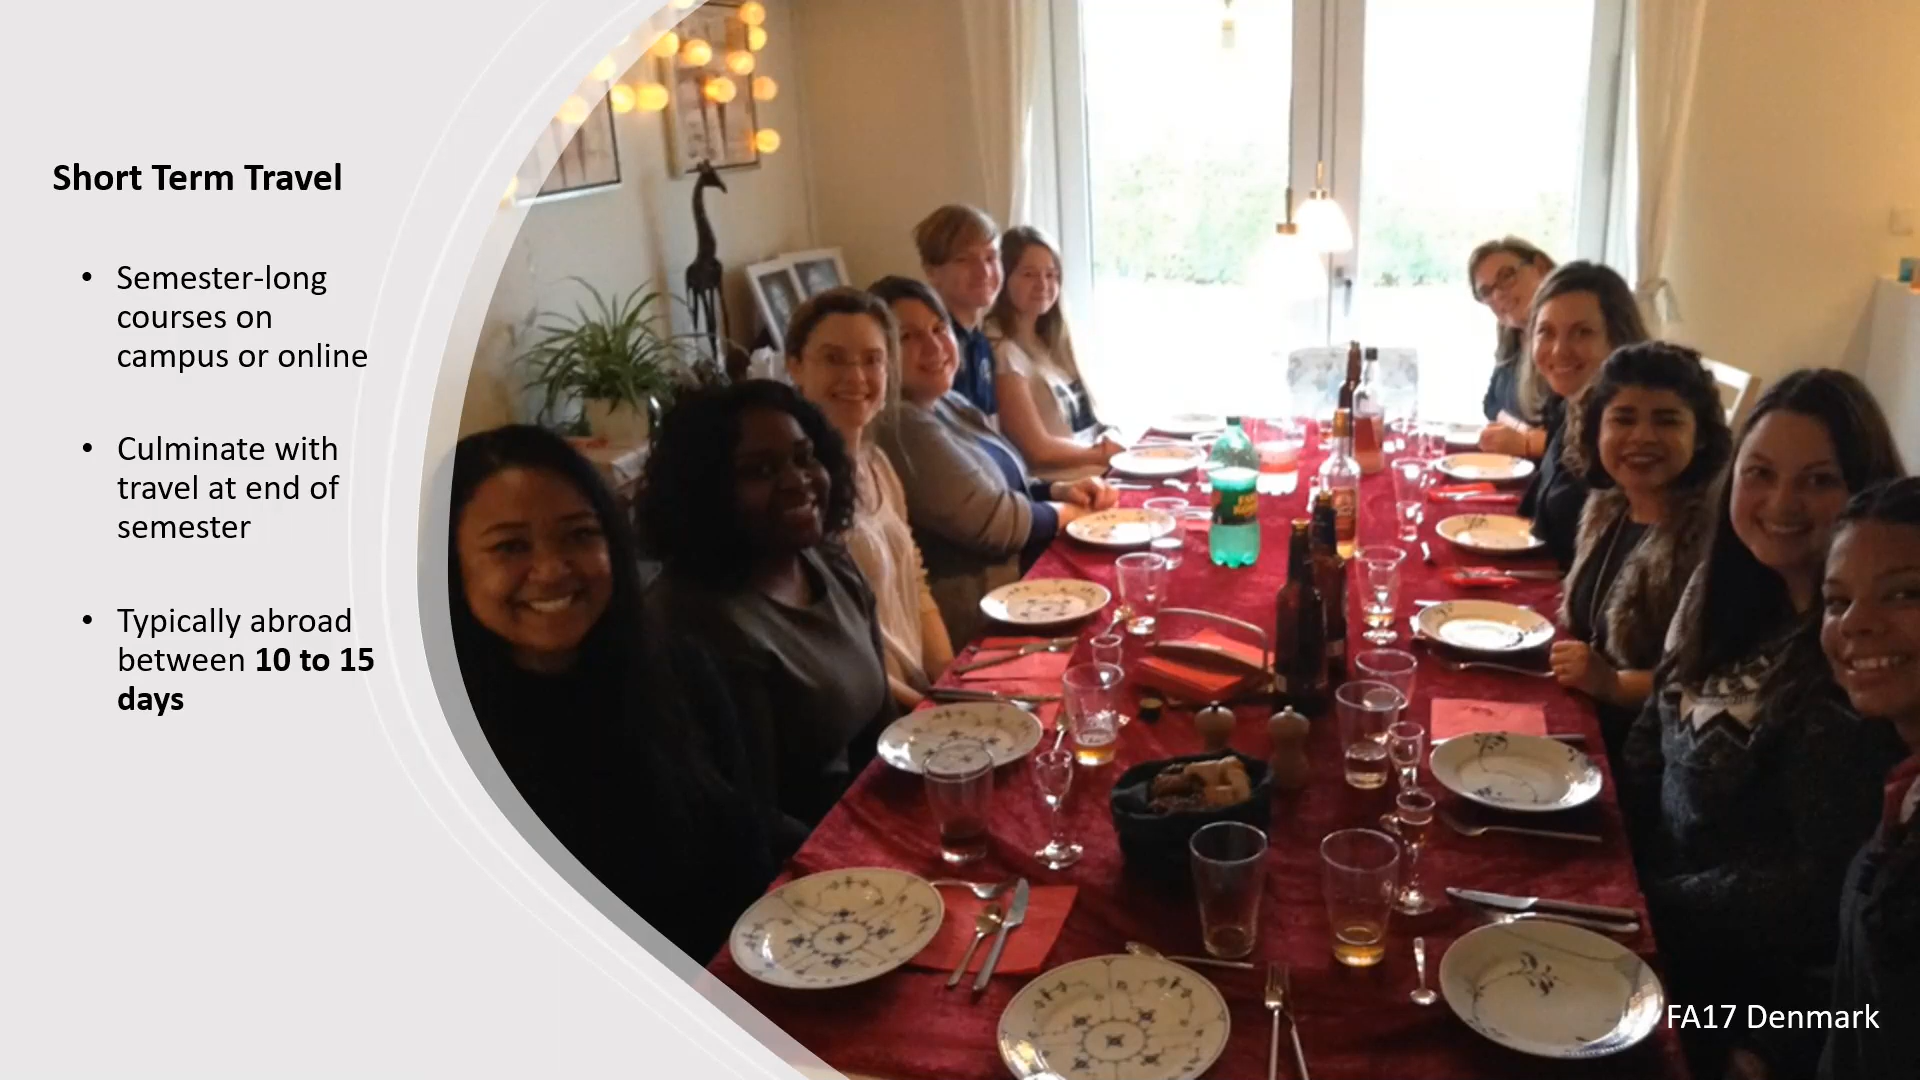 Short Term Travel
• Semester-long
courses on
campus or online
• Culminate with
travel at end of
semester
• Typically abroad
between 10 to 15
days
FA17 Denmark